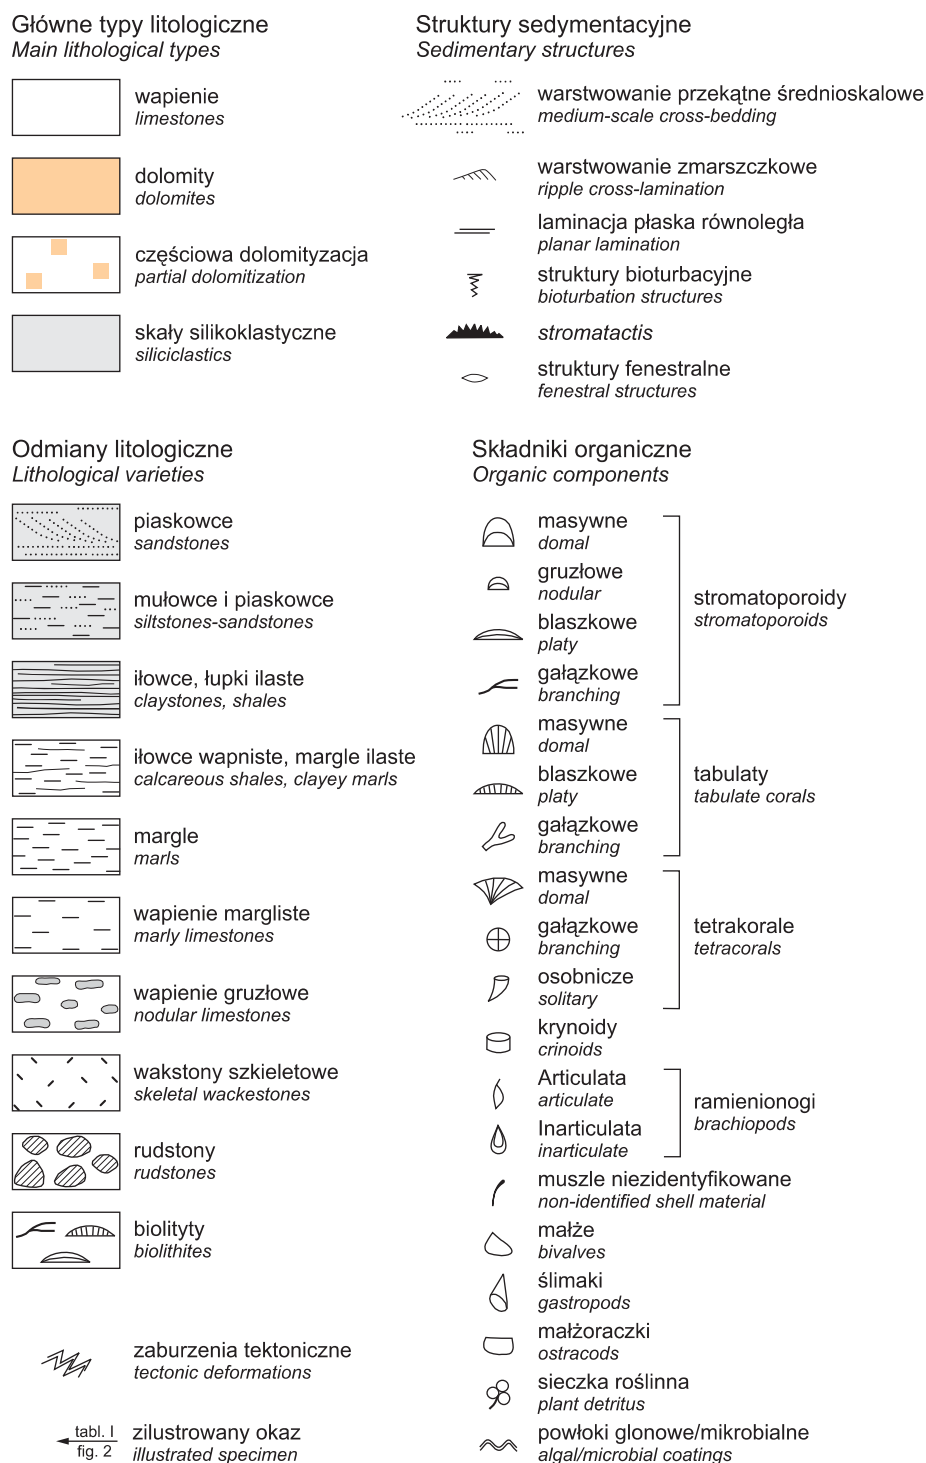 Główne typy litologiczne
Main lithological types
wapienie
limestones
dolomity
dolomites
częściowa dolomityzacja
partial dolomitization
skały silikoklastyczne
siliciclastics
Struktury sedymentacyjne
Sedimentary structures
warstwowanie przekątne średnioskalowe
medium-scale cross-bedding
warstwowanie zmarszczkowe
ripple cross-lamination
laminacja płaska równoległa
planar lamination
struktury bioturbacyjne
bioturbation structures
stromatactis
struktury fenestralne
fenestral structures
Odmiany litologiczne
Lithological varieties
piaskowce
sandstones
mułowce i piaskowce
siltstones-sandstones
iłowce, łupki ilaste
claystones, shales
iłowce wapniste, margle ilaste
calcareous shales, clayey marls
margle
marls
wapienie margliste
marly limestones
wapienie gruzłowe
nodular limestones
wakstony szkieletowe
skeletal wackestones
rudstony
rudstones
biolityty
biolithites
zaburzenia tektoniczne
tectonic deformations
tabl. I
fig. 2
zilustrowany okaz
illustrated specimen
Składniki organiczne
Organic components
masywne
domal
gruzłowe
nodular
blaszkowe
platy
gałązkowe
branching
stromatoporoidy
stromatoporoids
masywne
domal
blaszkowe
platy
gałązkowe
branching
tabulaty
tabulate corals
masywne
domal
gałązkowe
branching
osobnicze
solitary
tetrakorale
tetracorals
krynoidy
crinoids
Articulata
articulate
Inarticulata
inarticulate
ramienionogi
brachiopods
muszle niezidentyfikowane
non-identified shell material
małże
bivalves
ślimaki
gastropods
małżoraczki
ostracods
sieczka roślinna
plant detritus
powłoki glonowe/mikrobialne
algal/microbial coatings